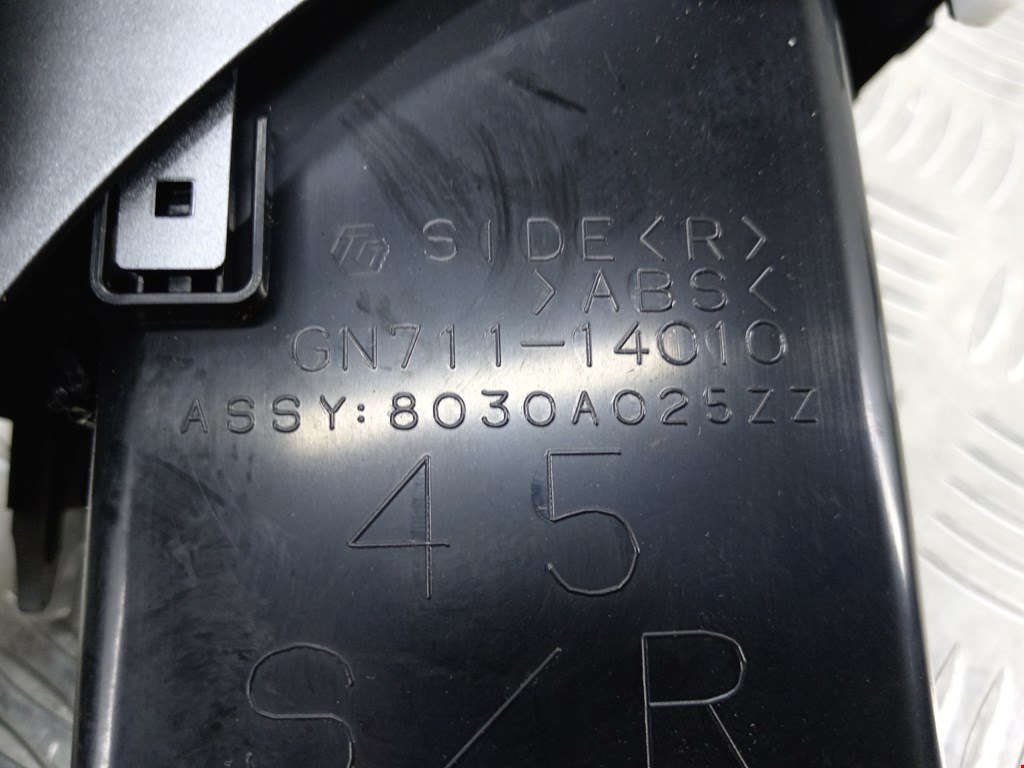 SIDE<R>
>ABS<
GN711-14010
ASSY:8030A025ZZ
45
S/R